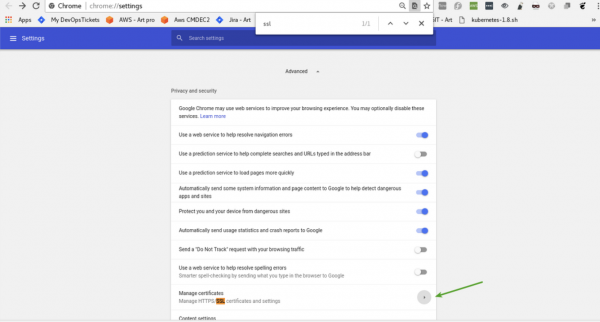 Chrome chrome://settings
ssl 1/1
My DevOpsTickets AWS - Art pro Aws CMDEC2 Jira - Art IT - Art kubernetes-1.8.sh
Settings Search settings
Advanced
Privacy and security
Google Chrome may use web services to improve your browsing experience. You may optionally disable these
services. Learn more
Use a web service to help resolve navigation errors
Use a prediction service to help complete searches and URLs typed in the address bar
Use a prediction service to load pages more quickly
Automatically send some system information and page content to Google to help detect dangerous
apps and sites
Protect you and your device from dangerous sites
Automatically send usage statistics and crash reports to Google
Send a "Do Not Track" request with your browsing traffic
Use a web service to help resolve spelling errors
Smarter spell-checking by sending what you type in the browser to Google
Manage certificates
Manage HTTPS/SSL certificates and settings
Content settings